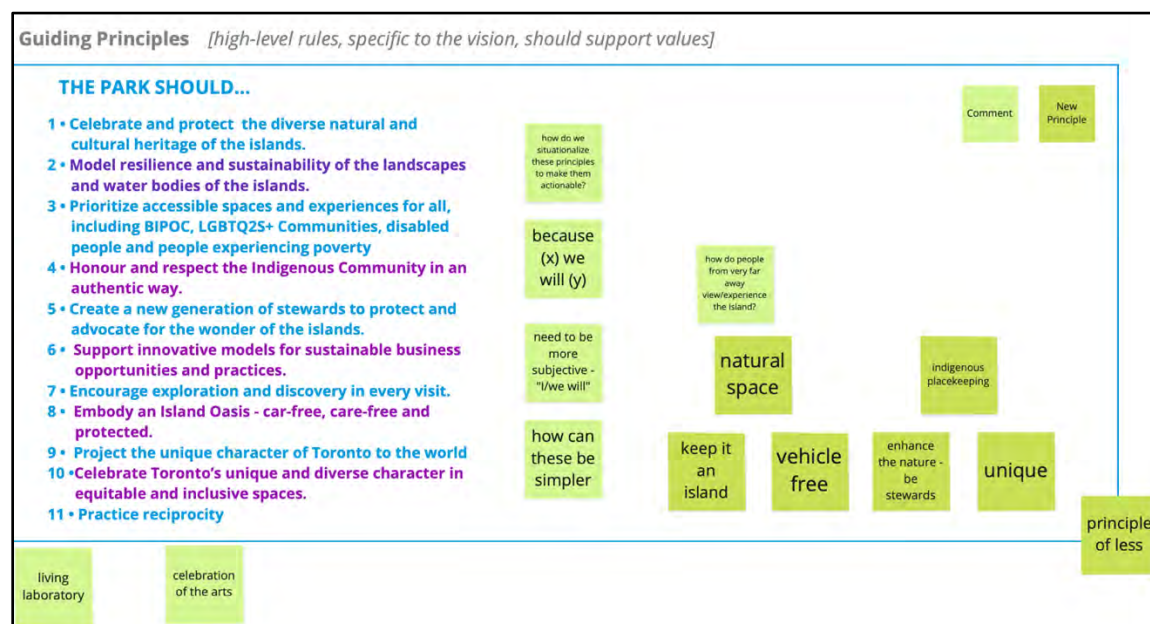 Guiding Principles [high-level rules, specific to the vision, should support values]
THE PARK SHOULD...
1 • Celebrate and protect the diverse natural and
cultural heritage of the islands.
2 • Model resilience and sustainability of the landscapes
and water bodies of the islands.
3 • Prioritize accessible spaces and experiences for all,
including BIPOC, LGBTQ2S+ Communities, disabled
people and people experiencing poverty
4 • Honour and respect the Indigenous Community in an
authentic way.
5 • Create a new generation of stewards to protect and
advocate for the wonder of the islands.
6 • Support innovative models for sustainable business
opportunities and practices.
7 • Encourage exploration and discovery in every visit.
8 • Embody an Island Oasis - car-free, care-free and
protected.
9 • Project the unique character of Toronto to the world
10 •Celebrate Toronto's unique and diverse character in
equitable and inclusive spaces.
11 • Practice reciprocity
how do we
situationalize
these principles
to make them
actionable?
because
(x) we
will (y)
need to be
more
subjective -
"I/we will"
how can
these be
simpler
Comment
New
Principle
how do people
from very far
away
view/experience
the island?
natural
space
indigenous
placekeeping
keep it
an
island
vehicle
free
enhance
the nature -
be
stewards
unique
principle
of less
living
laboratory
celebration
of the arts